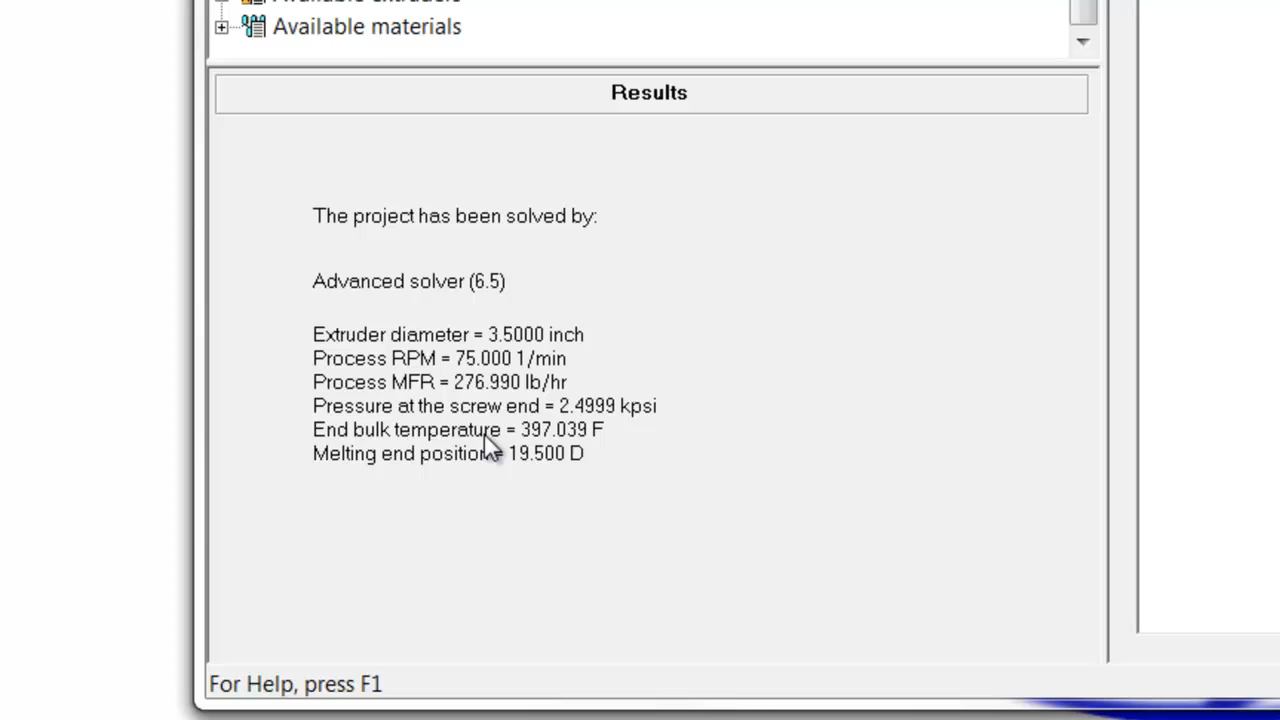 Available extruders
Available materials
Results
The project has been solved by:
Advanced solver (6.5)
Extruder diameter = 3.5000 inch
Process RPM = 75.000 1/min
Process MFR = 276.990 lb/hr
Pressure at the screw end = 2.4999 kpsi
End bulk temperature = 397.039 F
Melting end position = 19.500 D
For Help, press F1